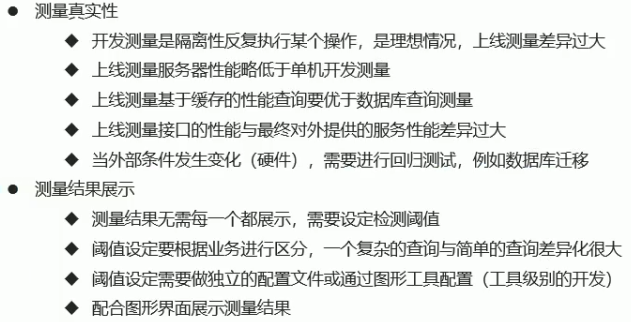 ● 测量真实性
◆ 开发测量是隔离性反复执行某个操作，是理想情况，上线测量差异过大
◆ 上线测量服务器性能略低于单机开发测量
◆ 上线测量基于缓存的性能查询要优于数据库查询测量
◆ 上线测量接口的性能与最终对外提供的服务性能差异过大
◆ 当外部条件发生变化（硬件），需要进行回归测试，例如数据库迁移
● 测量结果展示
◆ 测量结果无需每一个都展示，需要设定检测阈值
◆ 阈值设定要根据业务进行区分，一个复杂的查询与简单的查询差异化很大
◆ 阈值设定需要做独立的配置文件或通过图形工具配置（工具级别的开发）
◆ 配合图形界面展示测量结果